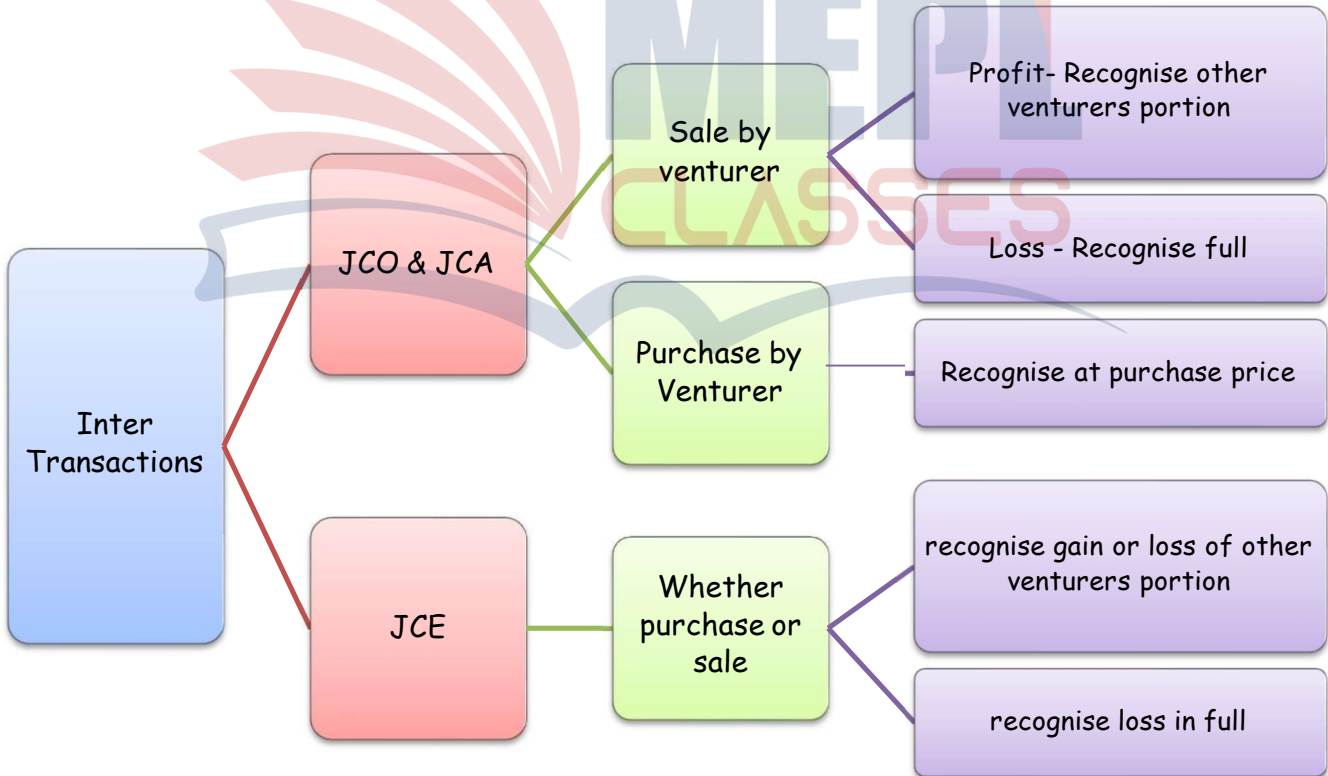 MEPI
CLASSES
Inter
Transactions
JCO & JCA
Sale by
venturer
Profit- Recognise other
venturers portion
Loss - Recognise full
Purchase by
Venturer
Recognise at purchase price
JCE
Whether
purchase or
sale
recognise gain or loss of other
venturers portion
recognise loss in full